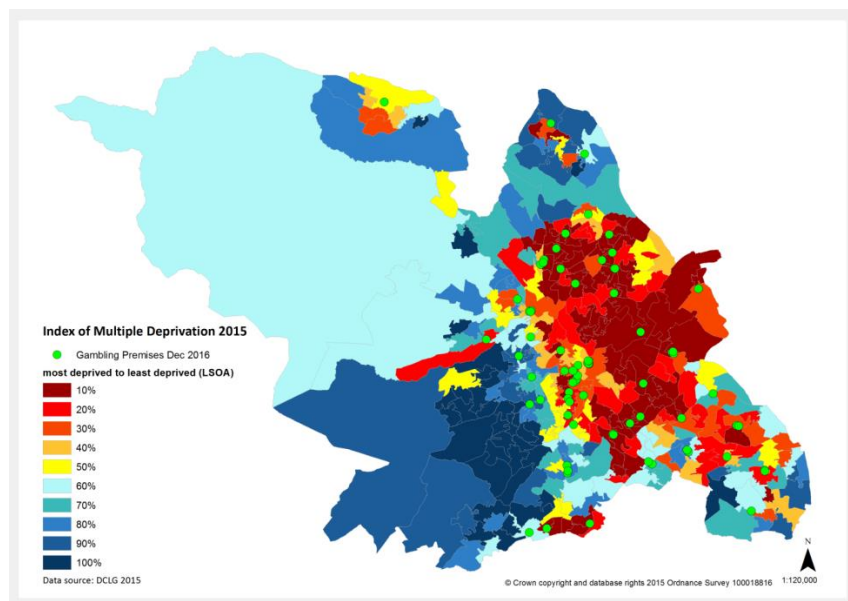 Index of Multiple Deprivation 2015
Gambling Premises Dec 2016
most deprived to least deprived (LSOA)
10%
20%
30%
40%
50%
60%
70%
80%
90%
100%
Data source: DCLG 2015
N
© Crown copyright and database rights 2015 Ordnance Survey 100018816
1:120,000